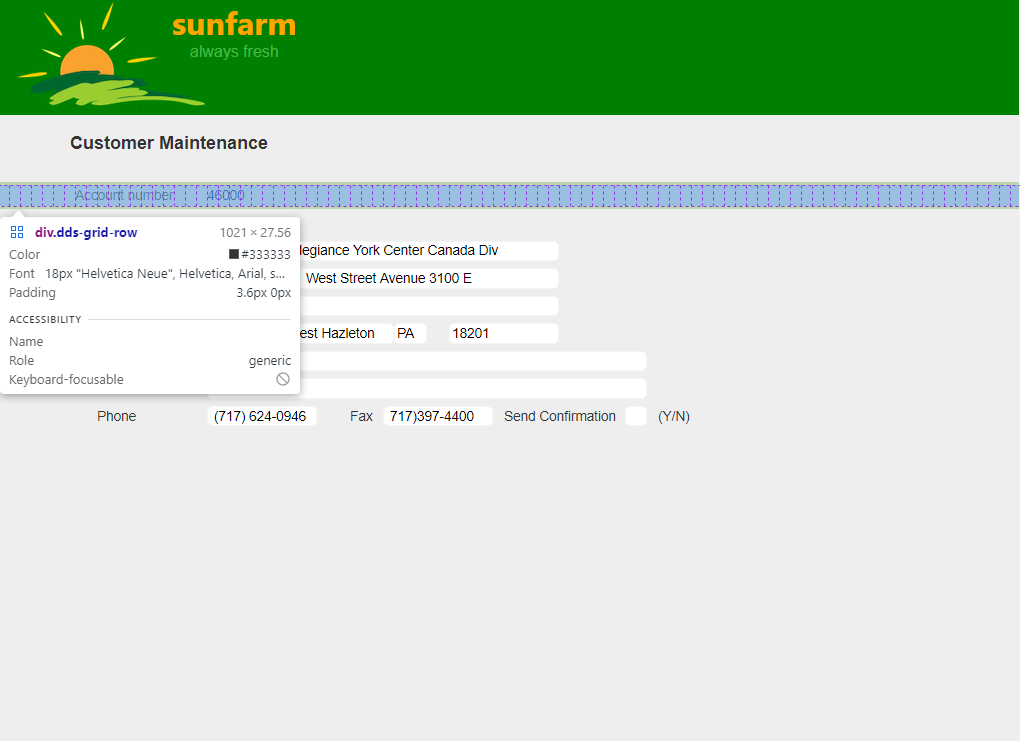 sunfarm
always fresh
Customer Maintenance
Account number 46000
div.dds-grid-row 1021 × 27.56
Color #333333
Font 18px "Helvetica Neue", Helvetica, Arial, s...
Padding 3.6px 0px
ACCESSIBILITY
Name
Role generic
Keyboard-focusable
legiance York Center Canada Div
West Street Avenue 3100 E
est Hazleton PA 18201
Phone (717) 624-0946 Fax 717)397-4400 Send Confirmation (Y/N)